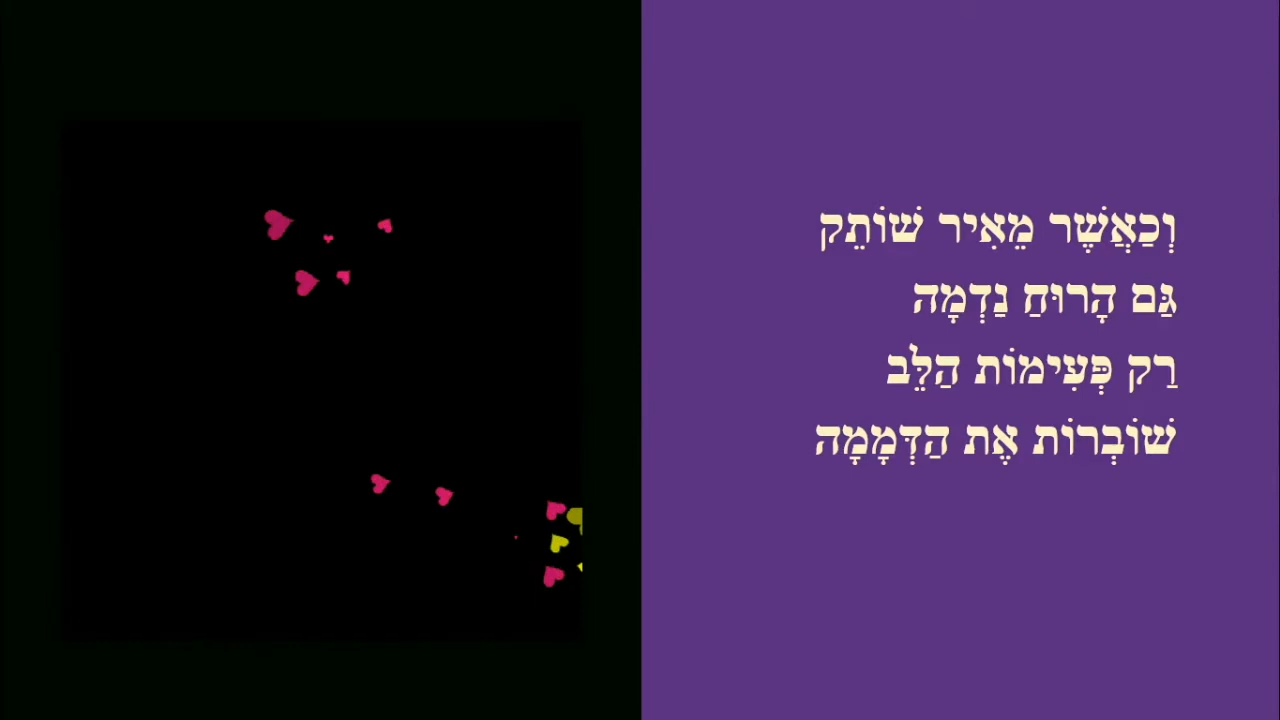 וְכַאֲשֶׁר מֵאִיר שׁוֹתֵק
גַּם הָרוּחַ נַדְמָה
רַק פְּעִימוֹת הַלֵּב
שׁוֹבְרוֹת אֶת הַדְּמָמָה